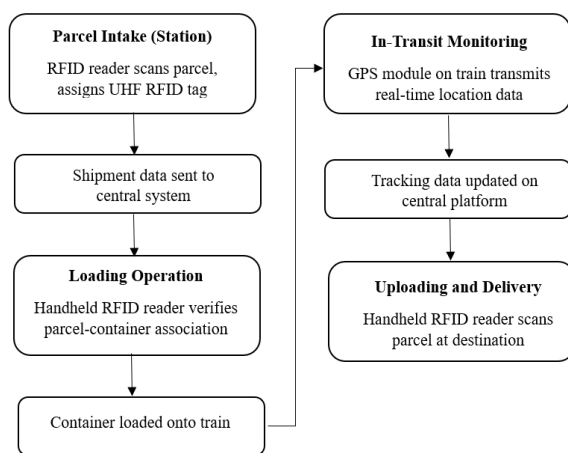 Parcel Intake (Station)
RFID reader scans parcel,
assigns UHF RFID tag
Shipment data sent to
central system
Loading Operation
Handheld RFID reader verifies
parcel-container association
Container loaded onto train
In-Transit Monitoring
GPS module on train transmits
real-time location data
Tracking data updated on
central platform
Uploading and Delivery
Handheld RFID reader scans
parcel at destination